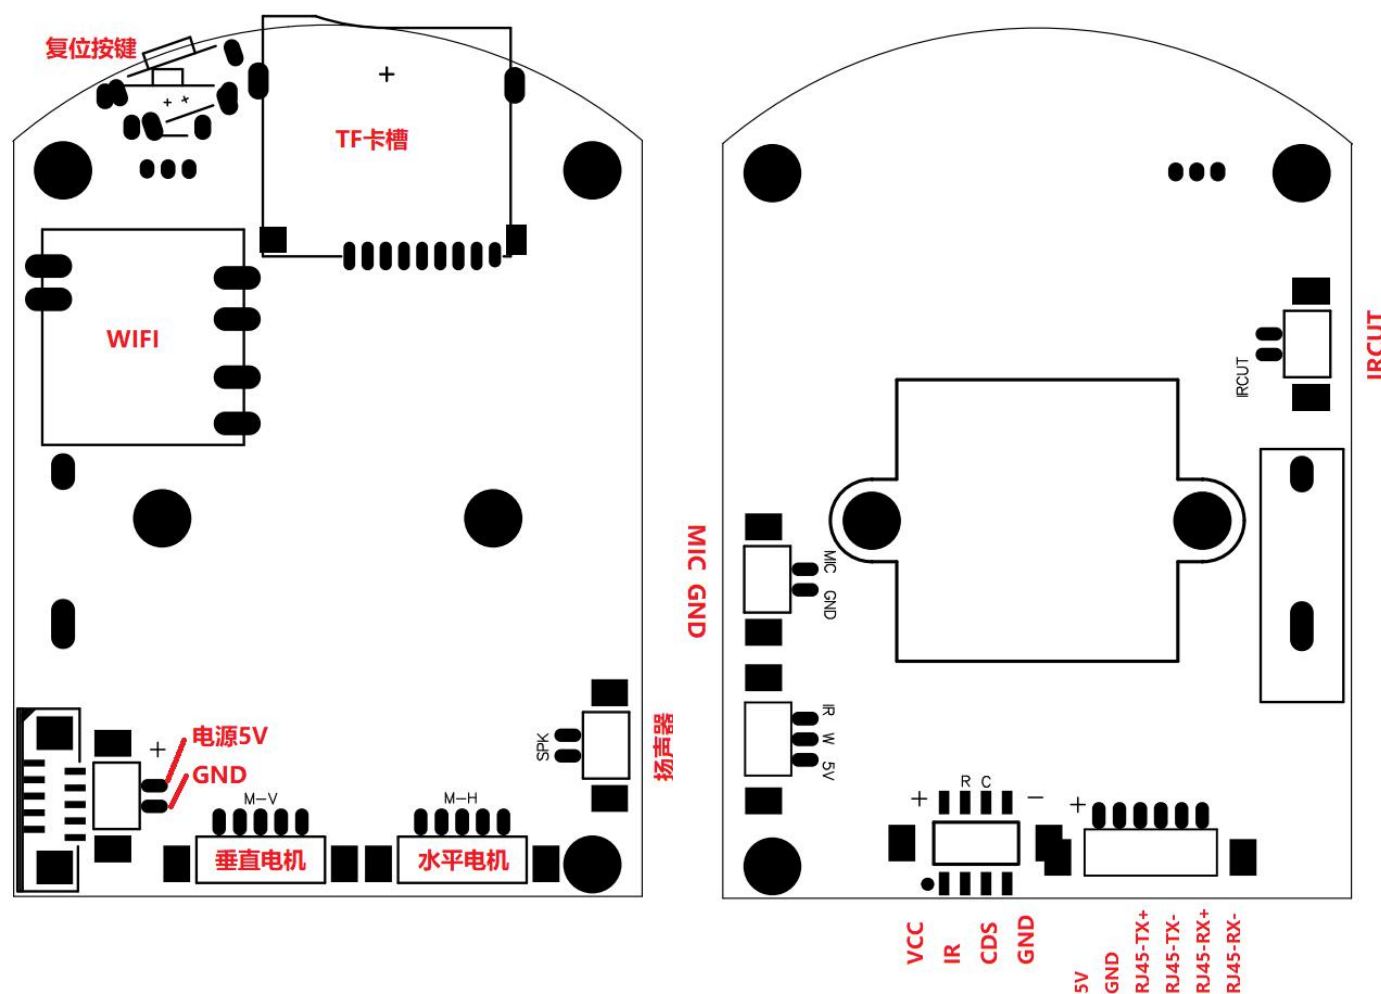 复位按键
TF卡槽
WIFI
电源5V
GND
M-V
垂直电机
M-H
水平电机
SPK
扬声器
IRCUT
IRCUT
MIC GND
MIC GND
IR W 5V
R C
VCC
IR
CDS
GND
5V
GND
RJ45-TX+
RJ45-TX-
RJ45-RX+
RJ45-RX-